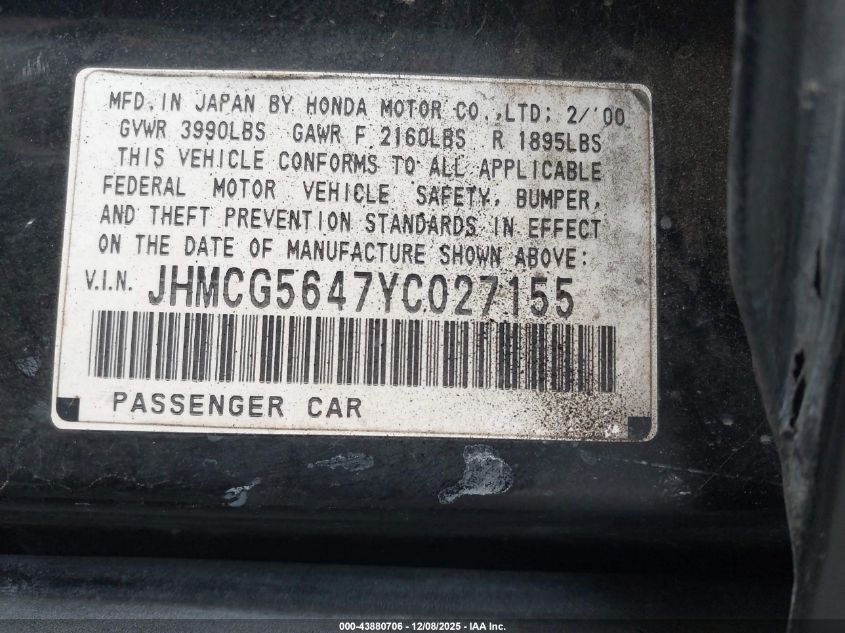 MFD. IN JAPAN BY HONDA MOTOR CO.,LTD; 2/'00
GVWR 3990LBS GAWR F 2160LBS R 1895LBS
THIS VEHICLE CONFORMS TO ALL APPLICABLE
FEDERAL MOTOR VEHICLE SAFETY, BUMPER,
AND THEFT PREVENTION STANDARDS IN EFFECT
ON THE DATE OF MANUFACTURE SHOWN ABOVE:
V.I.N. JHMCG5647YC027155
PASSENGER CAR
000-43880706 | 12/08/2025 - IAA Inc.